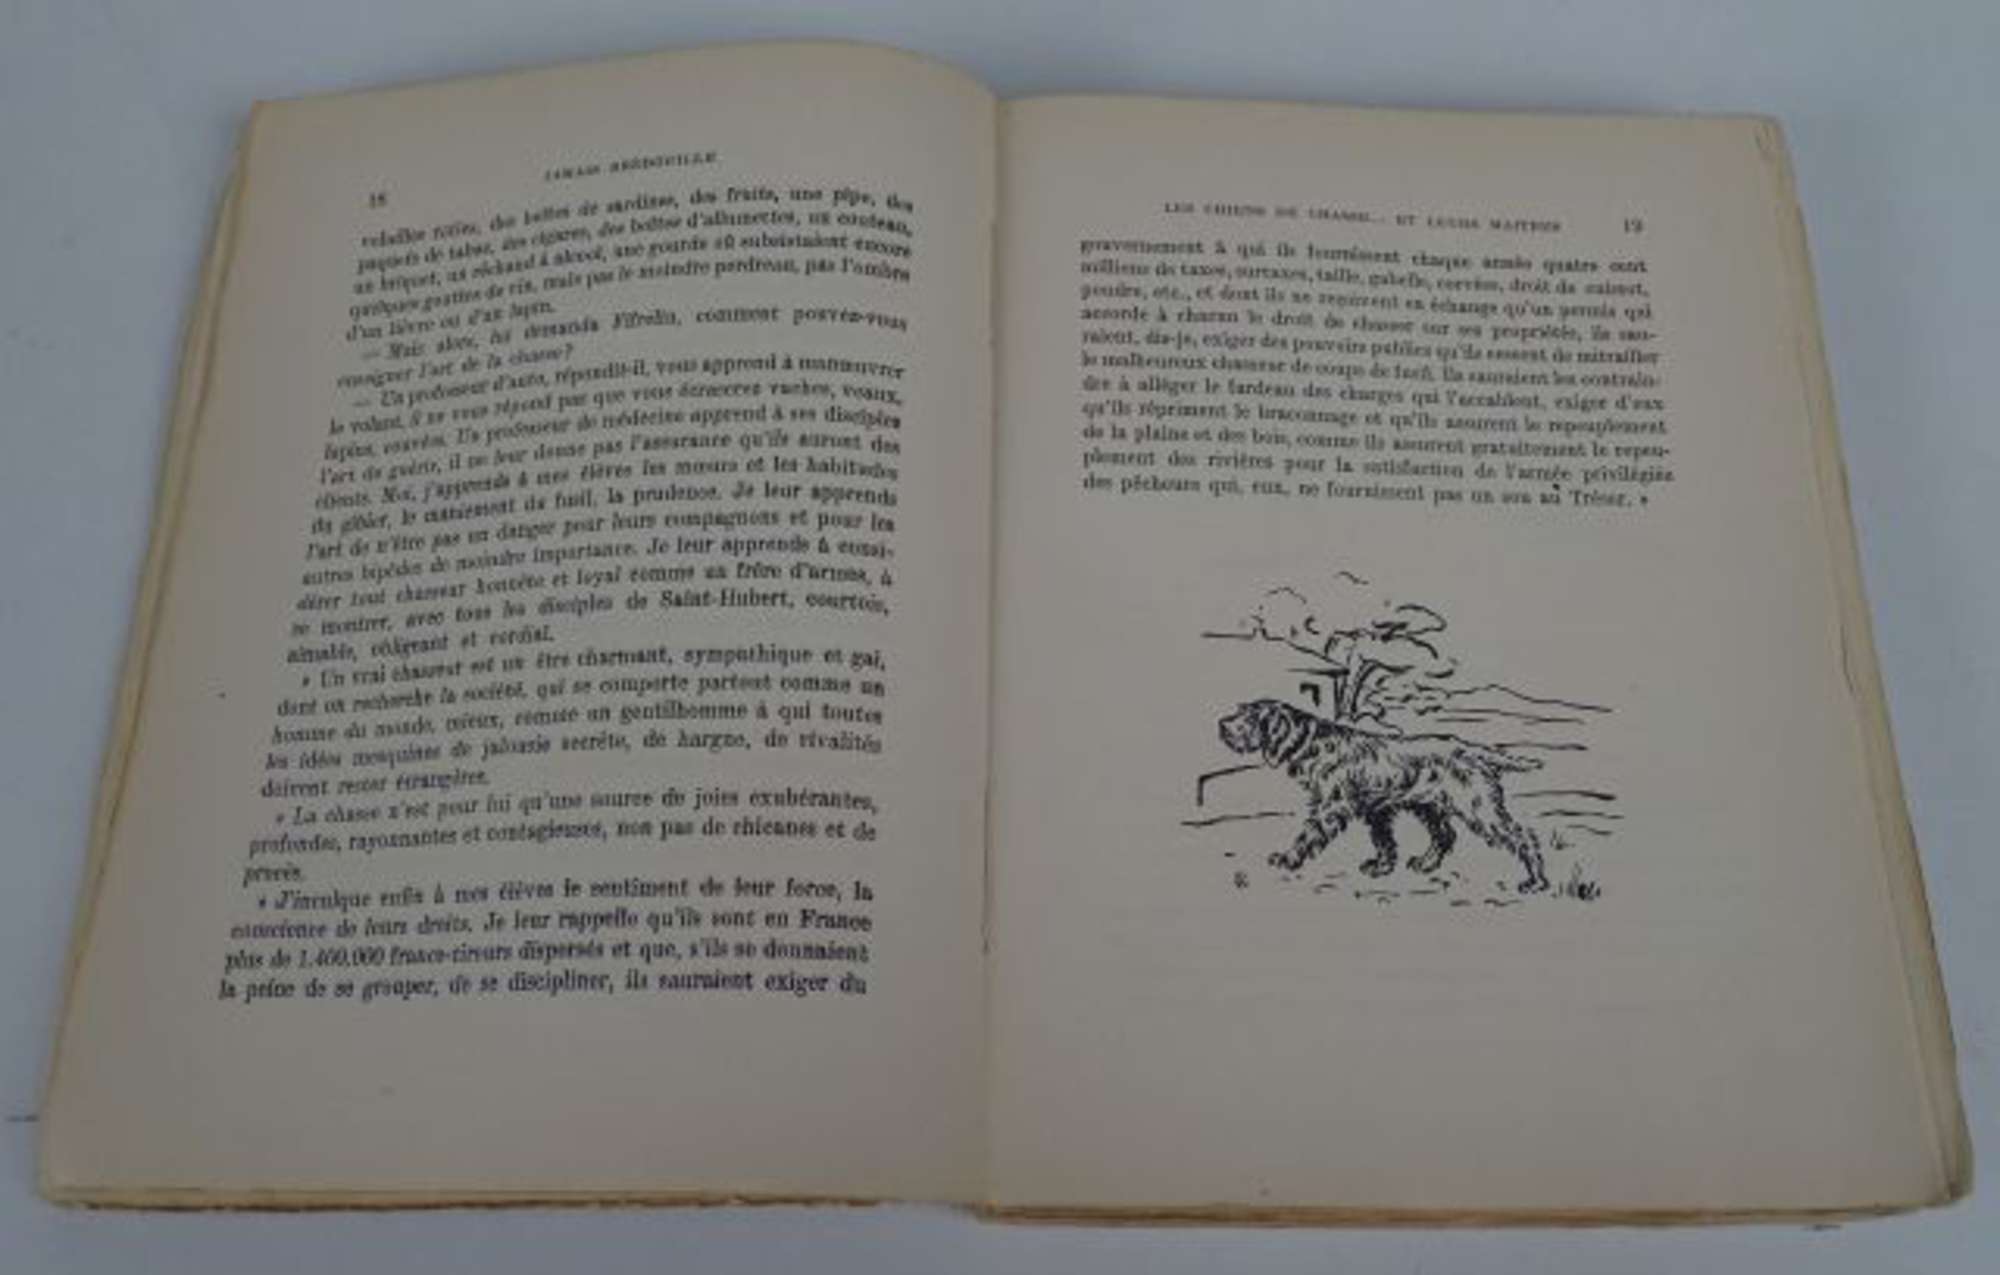 18
JAMAIS BREDOUILLE
rôties, des boîtes de sardines, des fruits, une pipe, des
paquets de tabac, des cigares, des boîtes d'allumettes, un couteau,
un briquet, un réchaud à alcool, une gourde où subsistaient encore
quelques gouttes de vin, mais pas le moindre perdreau, pas l'ombre
d'un lièvre ou d'un lapin.
— Mais alors, lui demanda comment pouvez-vous
enseigner l'art de la chasse ?
— Un professeur d'auto, répondit-il, vous apprend à manœuvrer
le volant, il ne vous répond pas que vous n'écraserez vaches, veaux,
lapins, couvées. Un professeur de médecine apprend à ses disciples
l'art de guérir, il ne leur donne pas l'assurance qu'ils auront des
clients. Moi, j'apprends à mes élèves les mœurs et les habitudes
du gibier, le maniement du fusil, la prudence. Je leur apprends
l'art de n'être pas un danger pour leurs compagnons et pour les
autres bipèdes de moindre importance. Je leur apprends à consi-
dérer tout chasseur honnête et loyal comme un frère d'armes, à
se montrer, avec tous les disciples de Saint-Hubert, courtois,
aimable, obligeant et cordial.
« Un vrai chasseur est un être charmant, sympathique et gai,
dont on recherche la société, qui se comporte partout comme un
homme du monde, mieux, comme un gentilhomme à qui toutes
les idées mesquines de jalousie secrète, de hargne, de rivalités
doivent rester étrangères.
« La chasse n'est pour lui qu'une source de joies exubérantes,
profondes, rayonnantes et contagieuses, non pas de chicanes et de
procès.
« J'inculque enfin à mes élèves le sentiment de leur force, la
conscience de leurs droits. Je leur rappelle qu'ils sont en France
plus de 1.400.000 francs-tireurs dispersés et que, s'ils se donnaient
la peine de se grouper, de se discipliner, ils sauraient exiger du
LES CHIENS DE CHASSE... ET LEURS MAITRES
19
gouvernement à qui ils fournissent chaque année quatre cent
millions de taxes, surtaxes, taille, gabelle, corvées, droit de
poudre, etc., et dont ils ne reçoivent en échange qu'un permis qui
accorde à chacun le droit de chasser sur ses propriétés, ils sau-
raient, dis-je, exiger des pouvoirs publics qu'ils cessent de mitrailler
le malheureux chasseur de coups de fisc. Ils sauraient les contrain-
dre à alléger le fardeau des charges qui l'accablent, exiger d'eux
qu'ils répriment le braconnage et qu'ils assurent le repeuplement
de la plaine et des bois, comme ils assurent gratuitement le repeu-
plement des rivières pour la satisfaction de l'armée privilégiée
des pêcheurs qui, eux, ne fournissent pas un sou au Trésor. »